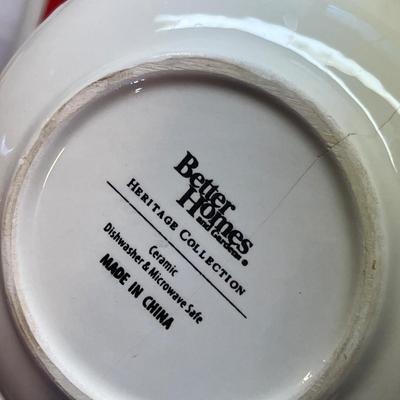 Better
Homes
and Gardens®
HERITAGE COLLECTION
Ceramic
Dishwasher & Microwave Safe
MADE IN CHINA